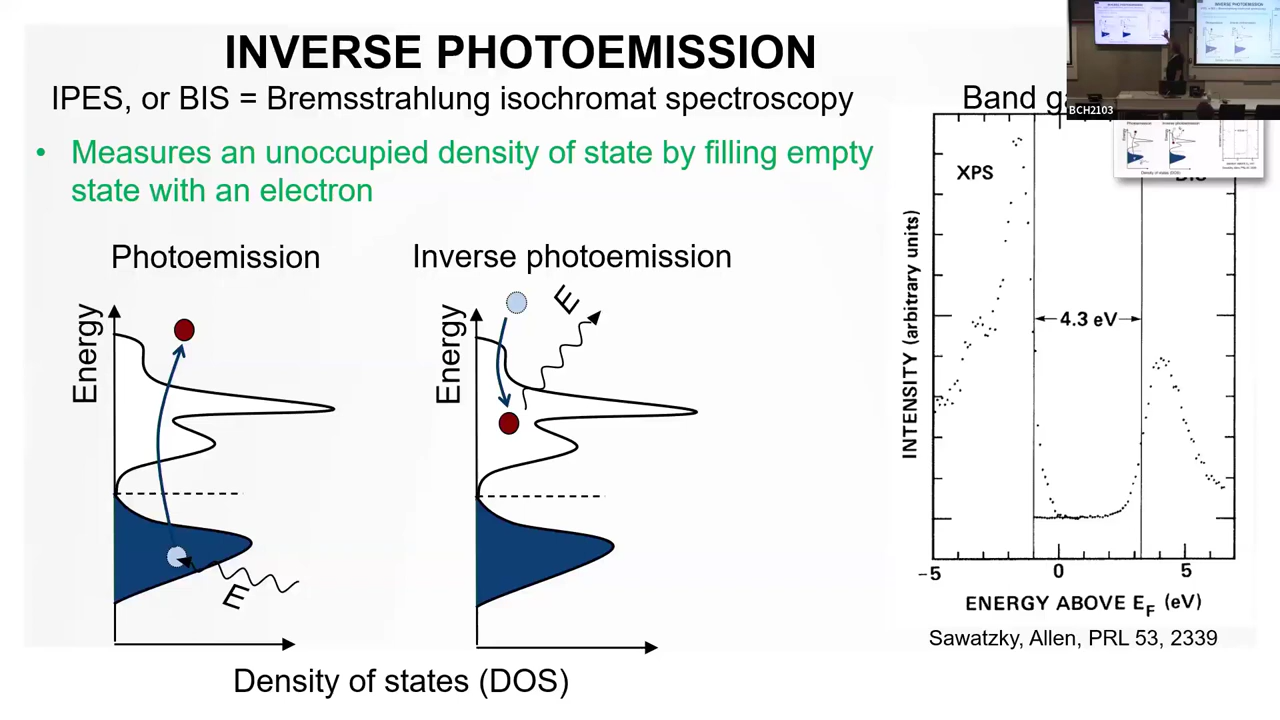 INVERSE PHOTOEMISSION
IPES, or BIS = Bremsstrahlung isochromat spectroscopy
• Measures an unoccupied density of state by filling empty
state with an electron
Photoemission
Energy
E
Inverse photoemission
Energy
E
Density of states (DOS)
Band
BCH2103
XPS
4.3 eV
INTENSITY (arbitrary units)
−5 0 5
ENERGY ABOVE EF (eV)
Sawatzky, Allen, PRL 53, 2339